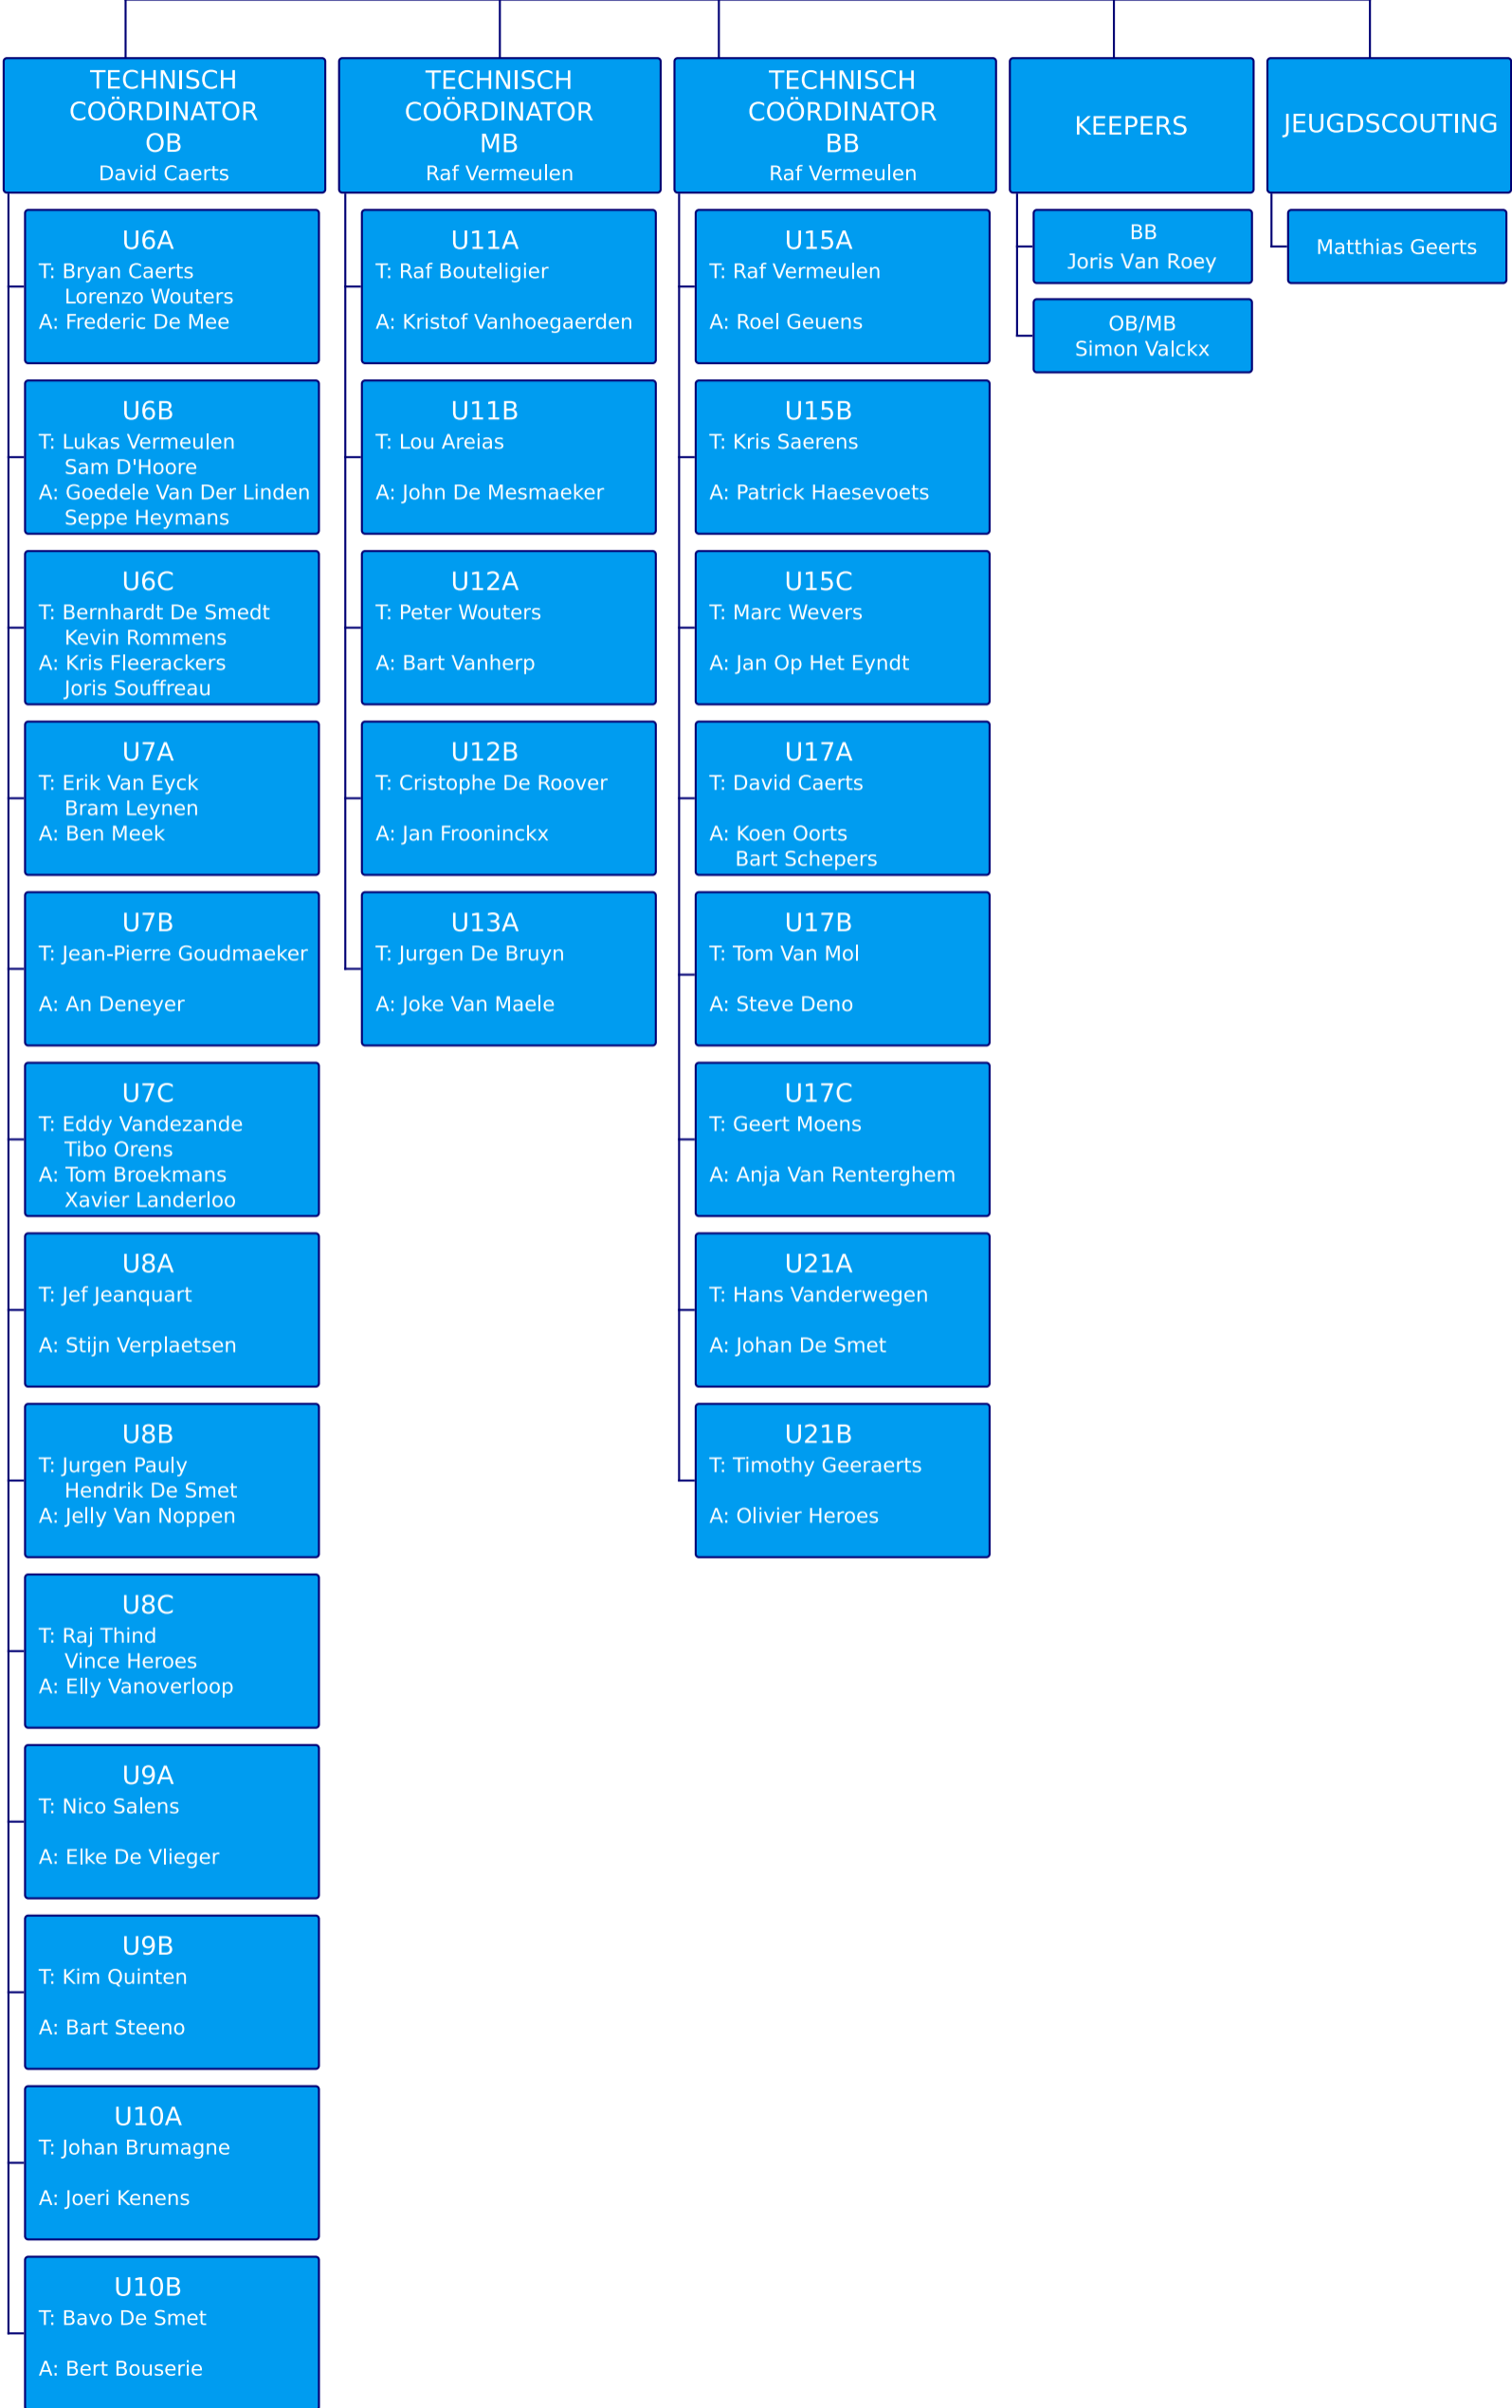 TECHNISCH
COÖRDINATOR
OB
David Caerts
U6A
T: Bryan Caerts
Lorenzo Wouters
A: Frederic De Mee
U6B
T: Lukas Vermeulen
Sam D'Hoore
A: Goedele Van Der Linden
Seppe Heymans
U6C
T: Bernhardt De Smedt
Kevin Rommens
A: Kris Fleerackers
Joris Souffreau
U7A
T: Erik Van Eyck
Bram Leynen
A: Ben Meek
U7B
T: Jean-Pierre Goudmaeker
A: An Deneyer
U7C
T: Eddy Vandezande
Tibo Orens
A: Tom Broekmans
Xavier Landerloo
U8A
T: Jef Jeanquart
A: Stijn Verplaetsen
U8B
T: Jurgen Pauly
Hendrik De Smet
A: Jelly Van Noppen
U8C
T: Raj Thind
Vince Heroes
A: Elly Vanoverloop
U9A
T: Nico Salens
A: Elke De Vlieger
U9B
T: Kim Quinten
A: Bart Steeno
U10A
T: Johan Brumagne
A: Joeri Kenens
U10B
T: Bavo De Smet
A: Bert Bouserie
TECHNISCH
COÖRDINATOR
MB
Raf Vermeulen
U11A
T: Raf Bouteligier
A: Kristof Vanhoegaerden
U11B
T: Lou Areias
A: John De Mesmaeker
U12A
T: Peter Wouters
A: Bart Vanherp
U12B
T: Cristophe De Roover
A: Jan Frooninckx
U13A
T: Jurgen De Bruyn
A: Joke Van Maele
TECHNISCH
COÖRDINATOR
BB
Raf Vermeulen
U15A
T: Raf Vermeulen
A: Roel Geuens
U15B
T: Kris Saerens
A: Patrick Haesevoets
U15C
T: Marc Wevers
A: Jan Op Het Eyndt
U17A
T: David Caerts
A: Koen Oorts
Bart Schepers
U17B
T: Tom Van Mol
A: Steve Deno
U17C
T: Geert Moens
A: Anja Van Renterghem
U21A
T: Hans Vanderwegen
A: Johan De Smet
U21B
T: Timothy Geeraerts
A: Olivier Heroes
KEEPERS
BB
Joris Van Roey
OB/MB
Simon Valckx
JEUGDSCOUTING
Matthias Geerts